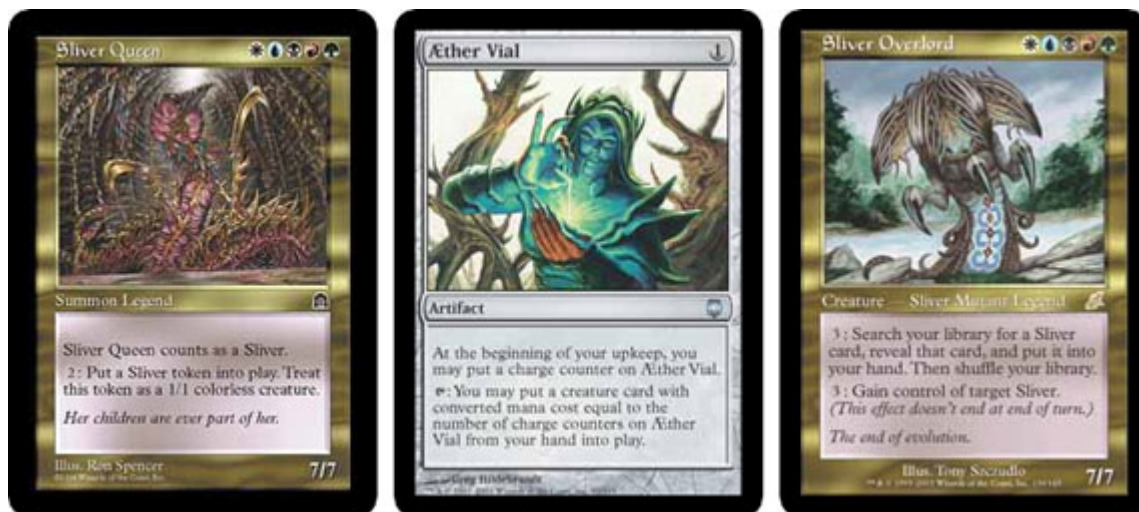 Sliver Queen
Summon Legend
Sliver Queen counts as a Sliver.
2: Put a Sliver token into play. Treat
this token as a 1/1 colorless creature.
Her children are ever part of her.
Illus. Ron Spencer
7/7
Æther Vial 1
Artifact
At the beginning of your upkeep, you
may put a charge counter on Æther Vial.
: You may put a creature card with
converted mana cost equal to the
number of charge counters on Æther
Vial from your hand into play.
Greg Hildebrandt
Sliver Overlord
Creature — Sliver Mutant Legend
3: Search your library for a Sliver
card, reveal that card, and put it into
your hand. Then shuffle your library.
3: Gain control of target Sliver.
(This effect doesn't end at end of turn.)
The end of evolution.
Illus. Tony Szczudlo
7/7